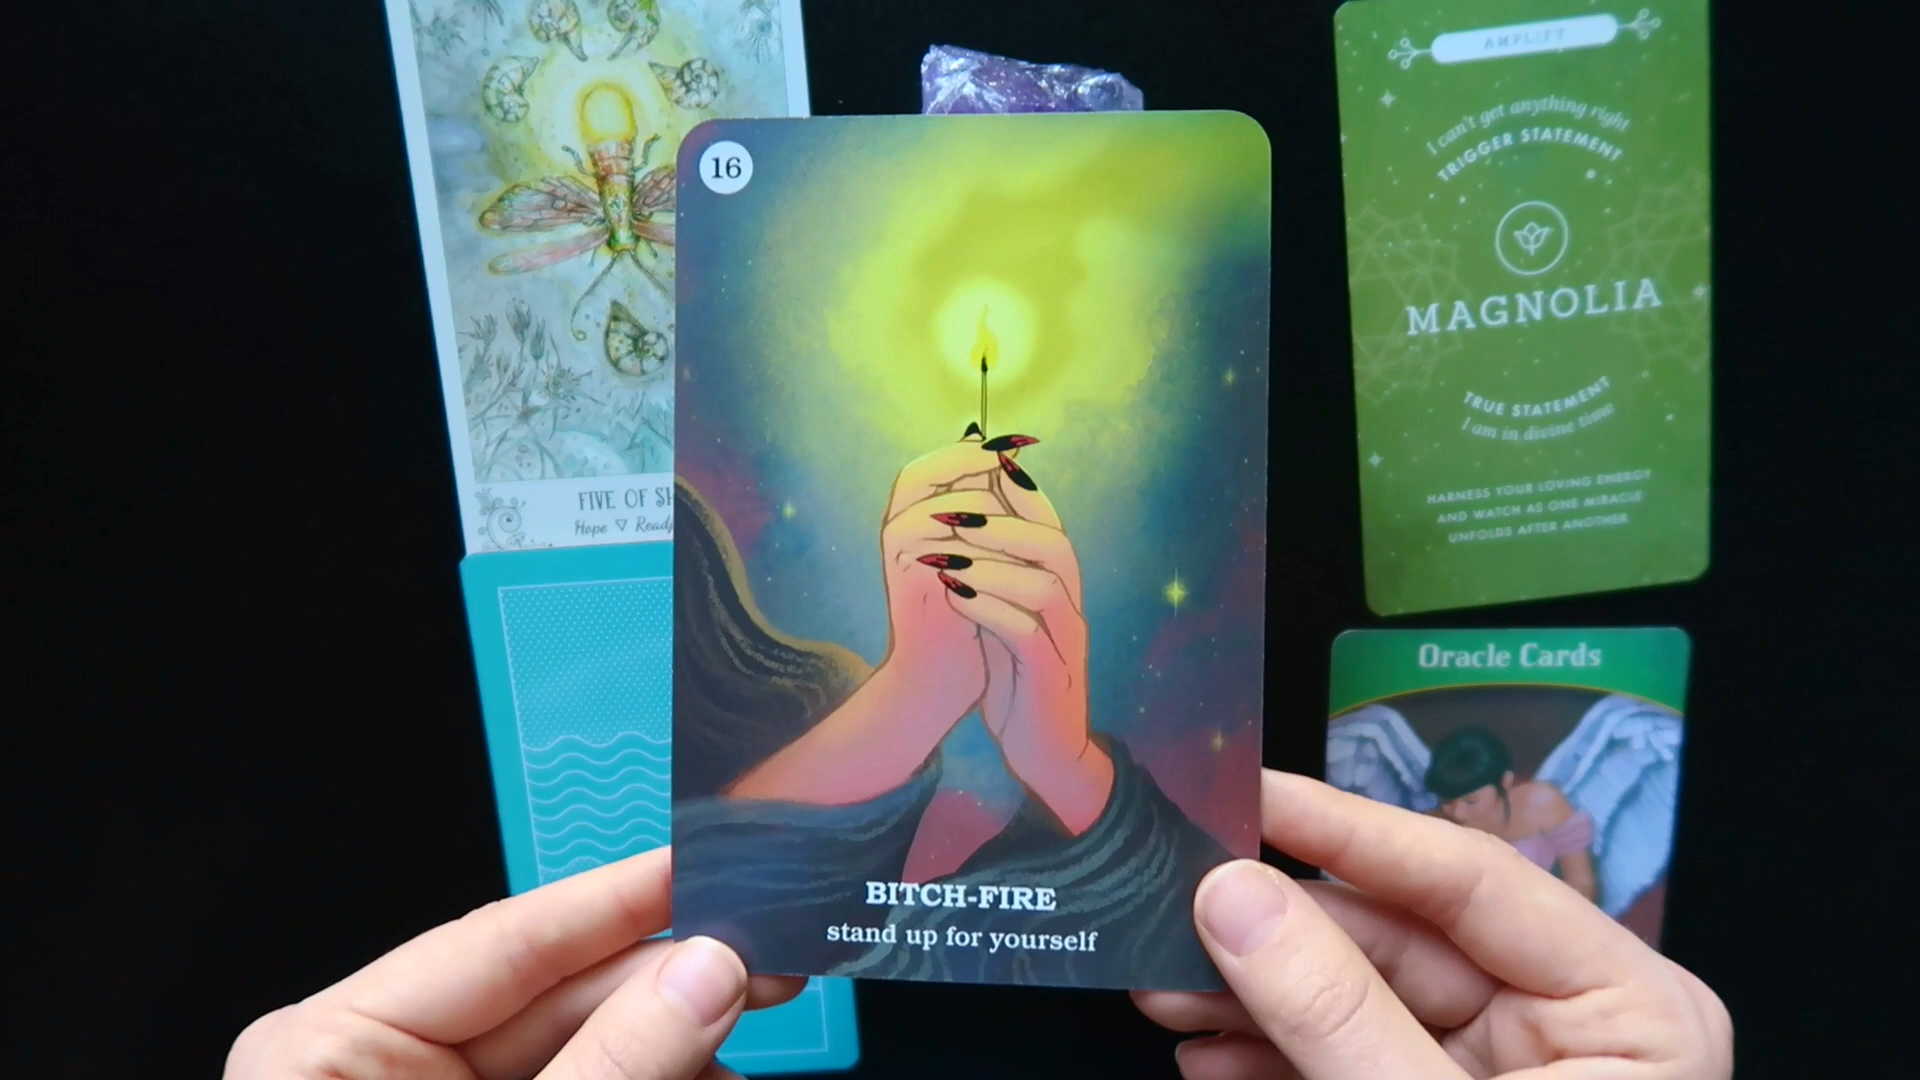 16
BITCH-FIRE
stand up for yourself
FIVE OF
Hope ▽ Ready
AMPLIFY
I can't get anything right
TRIGGER STATEMENT
MAGNOLIA
TRUE STATEMENT
I am in divine time
HARNESS YOUR LOVING ENERGY
AND WATCH AS ONE MIRACLE
UNFOLDS AFTER ANOTHER.
Oracle Cards